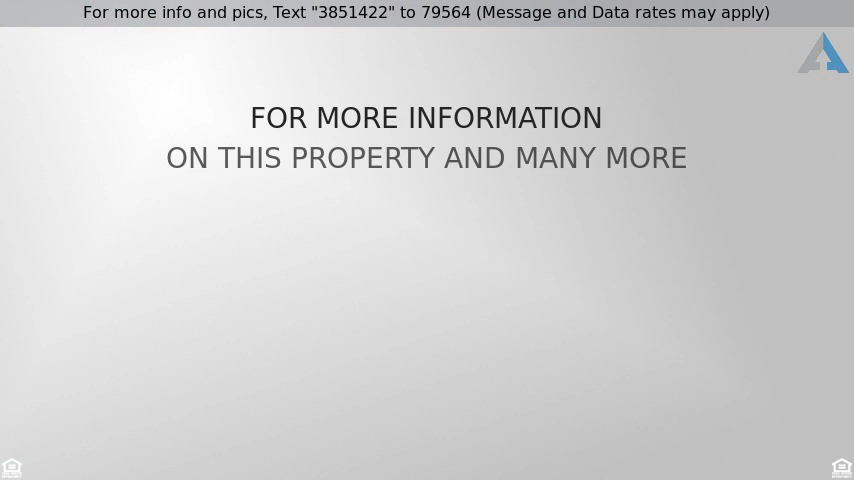 For more info and pics, Text "3851422" to 79564 (Message and Data rates may apply)
FOR MORE INFORMATION
ON THIS PROPERTY AND MANY MORE